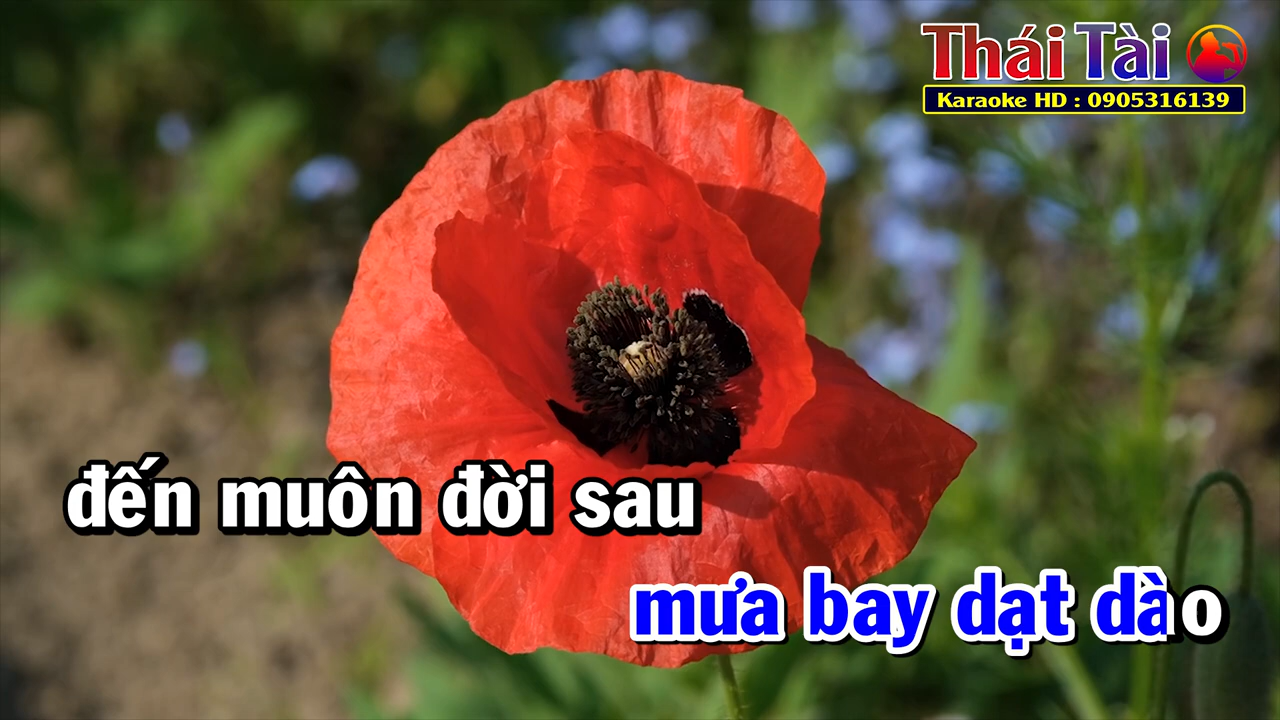 Thái Tài
Karaoke HD : 0905316139
đến muôn đời sau
mưa bay dạt dào